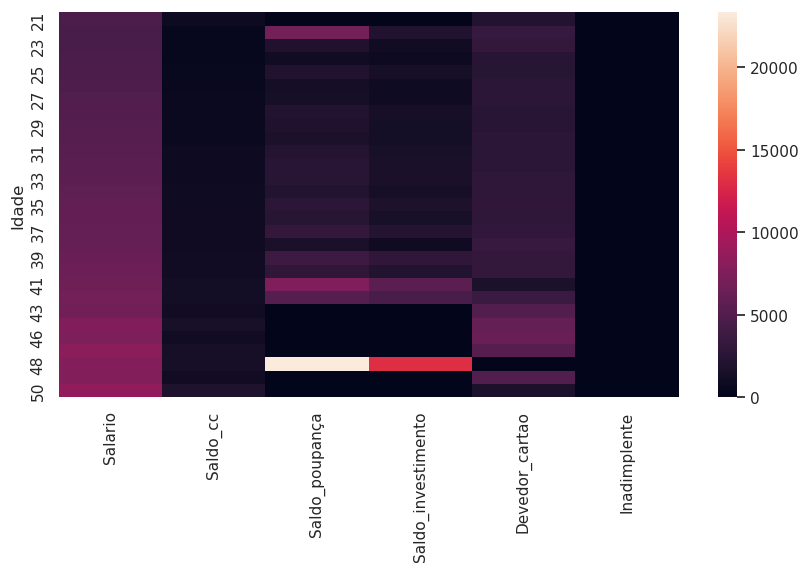 Idade
21
23
25
27
29
31
33
35
37
39
41
43
46
48
50
Salario
Saldo_cc
Saldo_poupança
Saldo_investimento
Devedor_cartao
Inadimplente
20000
15000
10000
5000
0